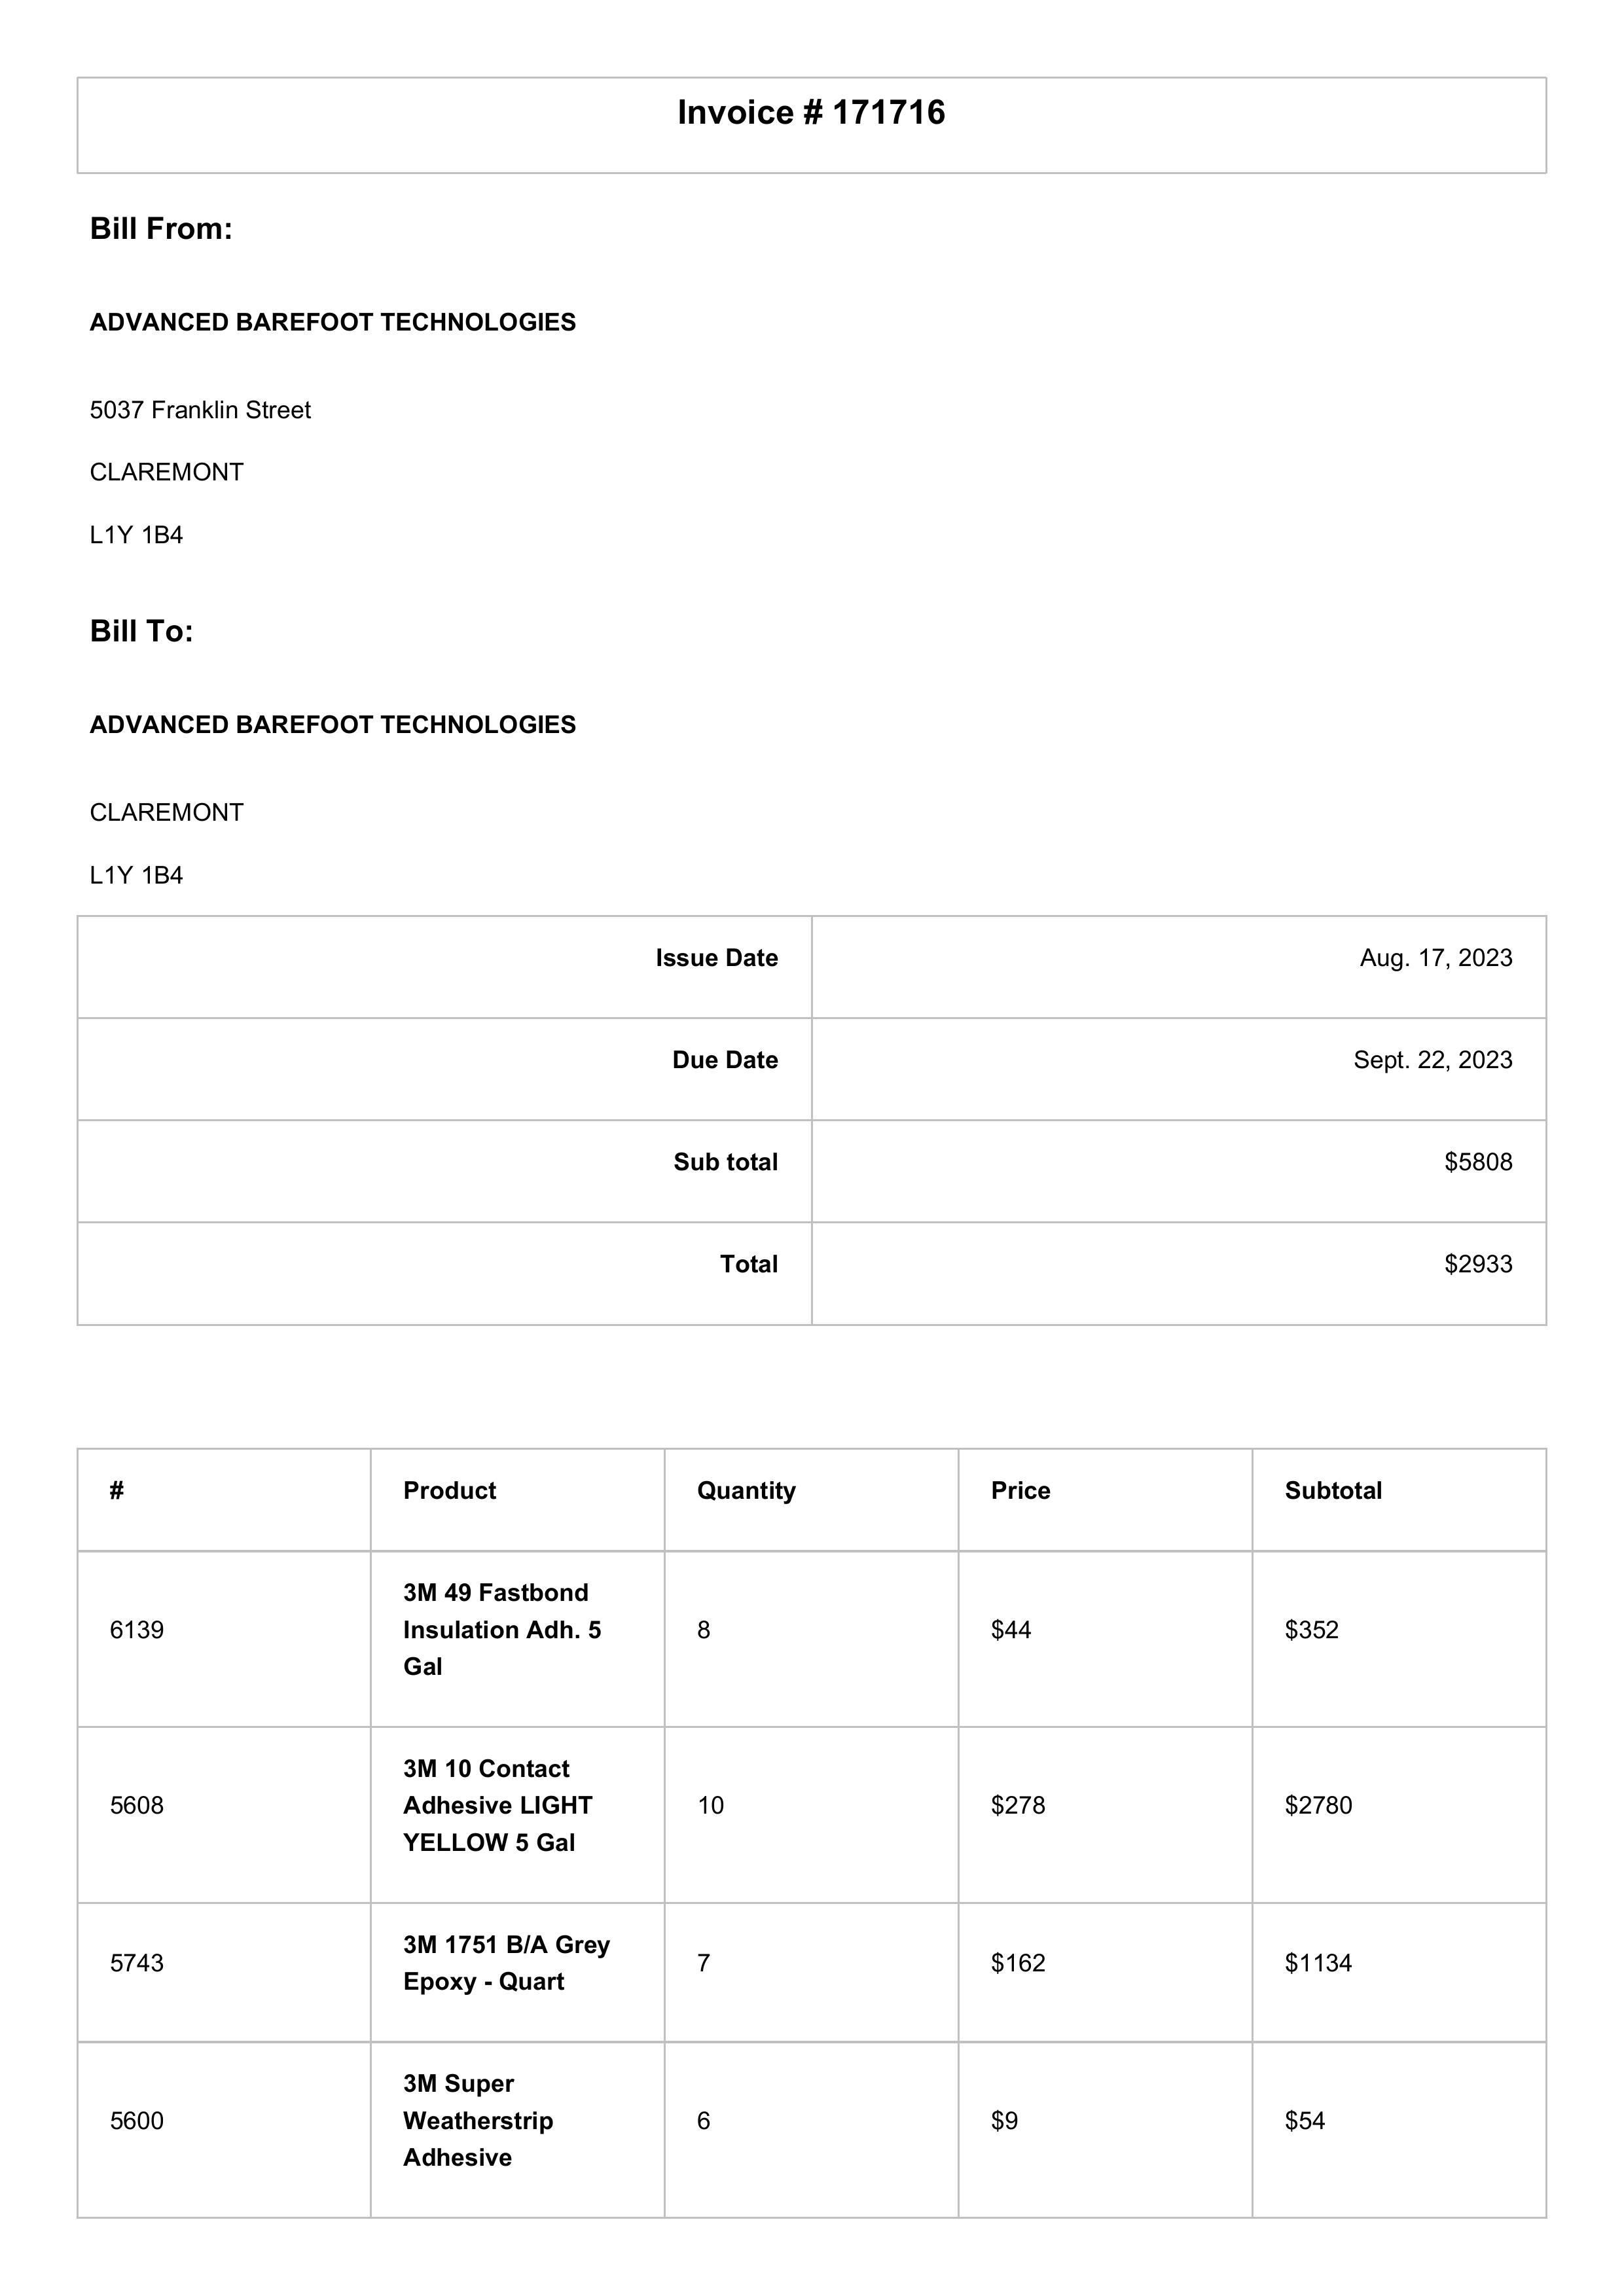 Invoice # 171716
Bill From:
ADVANCED BAREFOOT TECHNOLOGIES
5037 Franklin Street
CLAREMONT
L1Y 1B4
Bill To:
ADVANCED BAREFOOT TECHNOLOGIES
CLAREMONT
L1Y 1B4
Issue Date Aug. 17, 2023
Due Date Sept. 22, 2023
Sub total $5808
Total $2933
# Product Quantity Price Subtotal
3M 49 Fastbond
6139 Insulation Adh. 5 8 $44 $352
Gal
3M 10 Contact
5608 Adhesive LIGHT 10 $278 $2780
YELLOW 5 Gal
5743 3M 1751 B/A Grey 7 $162 $1134
Epoxy - Quart
3M Super
5600 Weatherstrip 6 $9 $54
Adhesive